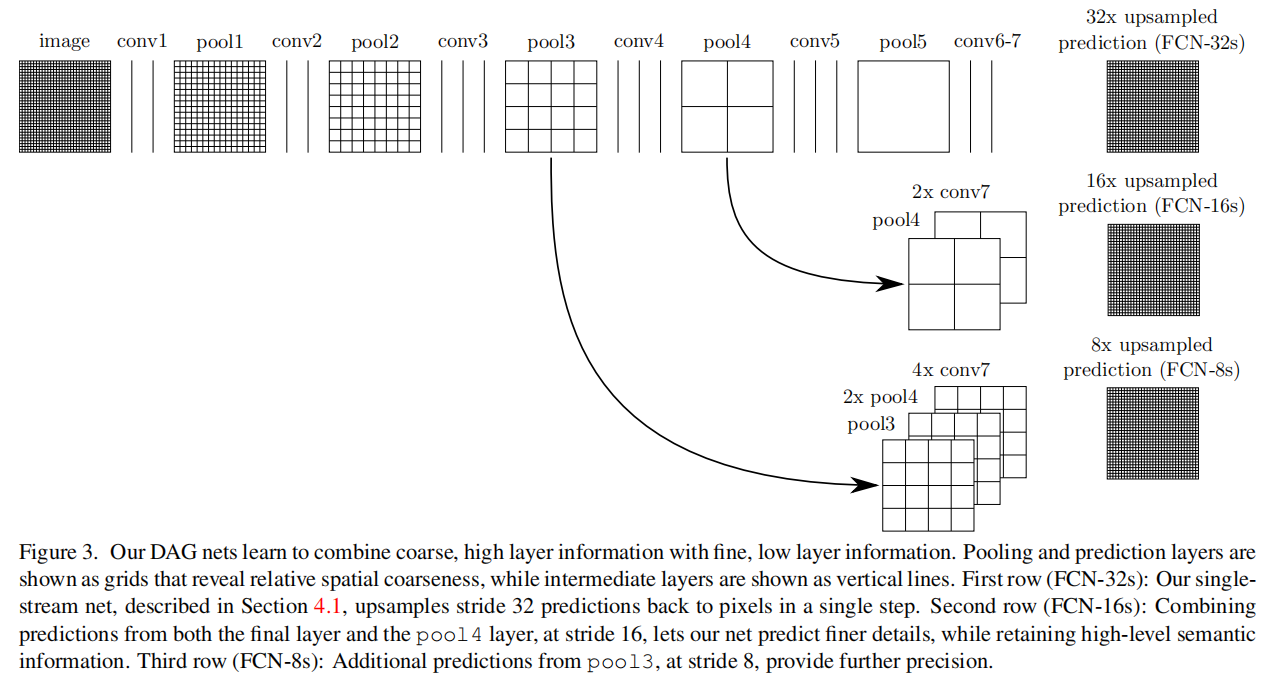 image conv1 pool1 conv2 pool2 conv3 pool3 conv4 pool4 conv5 pool5 conv6-7
32x upsampled
prediction (FCN-32s)
16x upsampled
prediction (FCN-16s)
2x conv7
pool4
8x upsampled
prediction (FCN-8s)
4x conv7
2x pool4
pool3
Figure 3. Our DAG nets learn to combine coarse, high layer information with fine, low layer information. Pooling and prediction layers are
shown as grids that reveal relative spatial coarseness, while intermediate layers are shown as vertical lines. First row (FCN-32s): Our single-
stream net, described in Section 4.1, upsamples stride 32 predictions back to pixels in a single step. Second row (FCN-16s): Combining
predictions from both the final layer and the pool4 layer, at stride 16, lets our net predict finer details, while retaining high-level semantic
information. Third row (FCN-8s): Additional predictions from pool3, at stride 8, provide further precision.